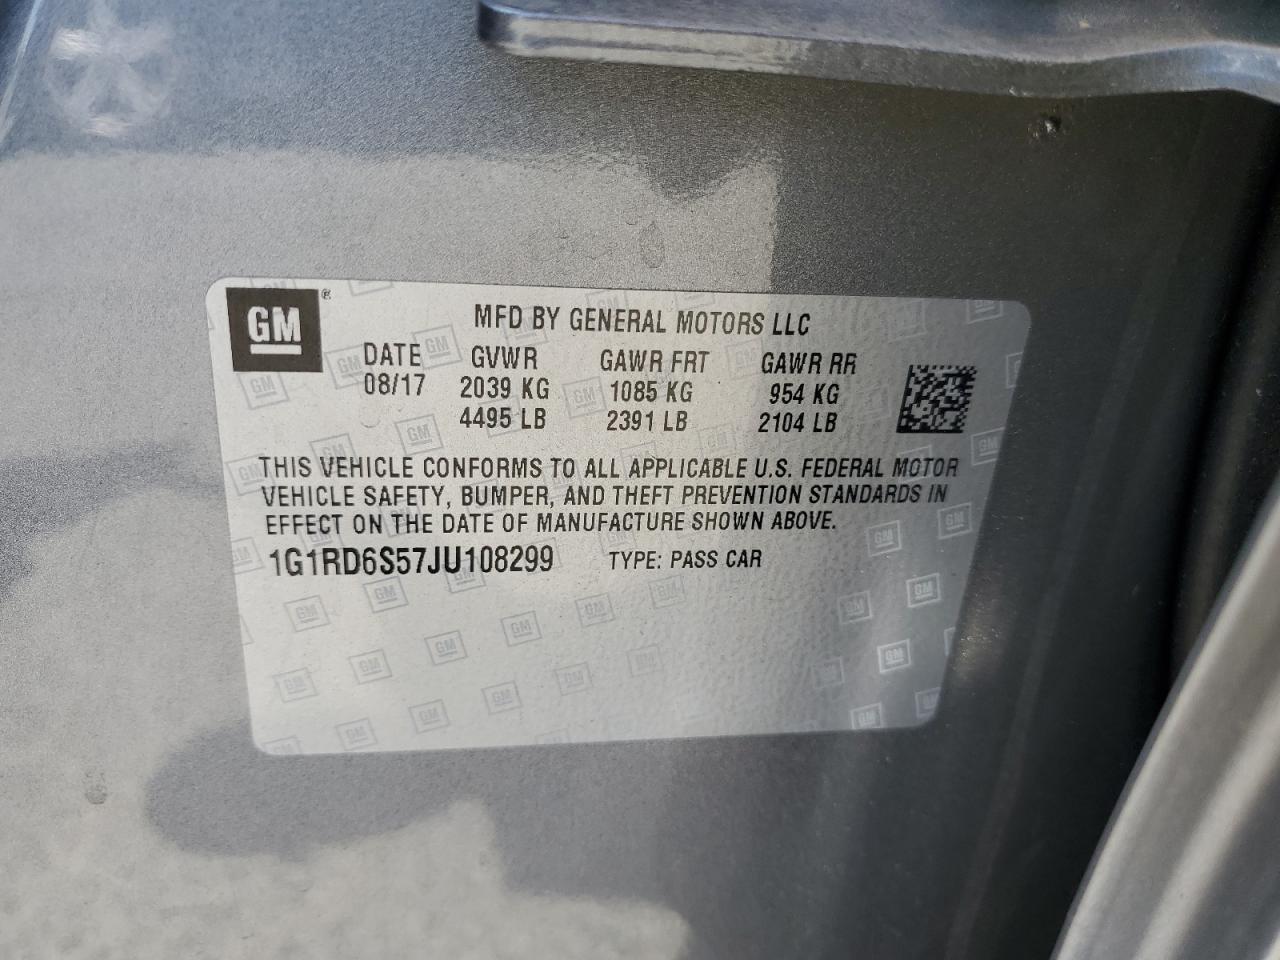 GM ®
MFD BY GENERAL MOTORS LLC
DATE GVWR GAWR FRT GAWR RR
08/17 2039 KG 1085 KG 954 KG
4495 LB 2391 LB 2104 LB
THIS VEHICLE CONFORMS TO ALL APPLICABLE U.S. FEDERAL MOTOR
VEHICLE SAFETY, BUMPER, AND THEFT PREVENTION STANDARDS IN
EFFECT ON THE DATE OF MANUFACTURE SHOWN ABOVE.
1G1RD6S57JU108299 TYPE: PASS CAR